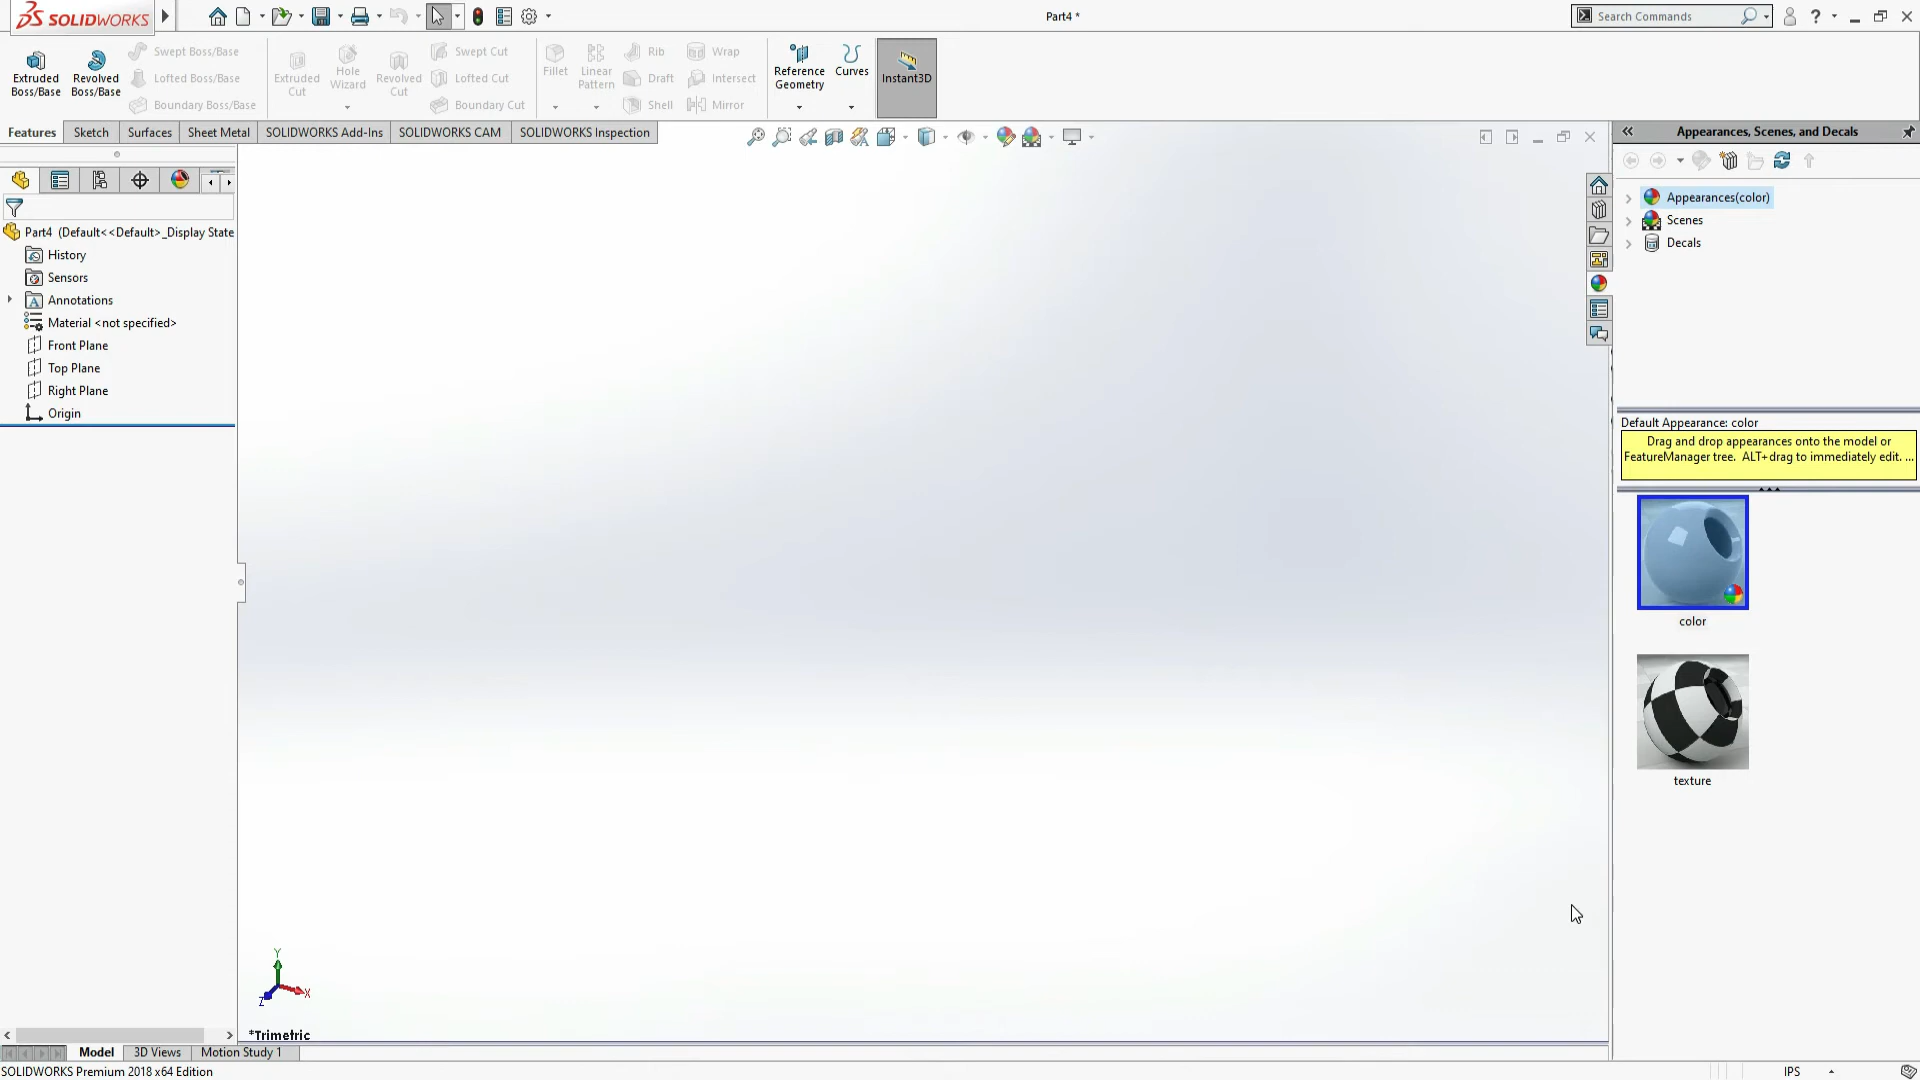 SOLIDWORKS
Part4 *
Search Commands
?
Extruded
Boss/Base
Revolved
Boss/Base
Swept Boss/Base
Lofted Boss/Base
Boundary Boss/Base
Extruded
Cut
Hole
Wizard
Revolved
Cut
Swept Cut
Lofted Cut
Boundary Cut
Fillet
Linear
Pattern
Rib
Draft
Shell
Wrap
Intersect
Mirror
Reference
Geometry
Curves
Instant3D
Features
Sketch
Surfaces
Sheet Metal
SOLIDWORKS Add-Ins
SOLIDWORKS CAM
SOLIDWORKS Inspection
Part4 (Default<<Default>_Display State
History
Sensors
Annotations
Material <not specified>
Front Plane
Top Plane
Right Plane
Origin
Y
X
Z
*Trimetric
Appearances, Scenes, and Decals
Appearances(color)
Scenes
Decals
Default Appearance: color
Drag and drop appearances onto the model or
FeatureManager tree. ALT+drag to immediately edit. ...
color
texture
Model
3D Views
Motion Study 1
SOLIDWORKS Premium 2018 x64 Edition
IPS